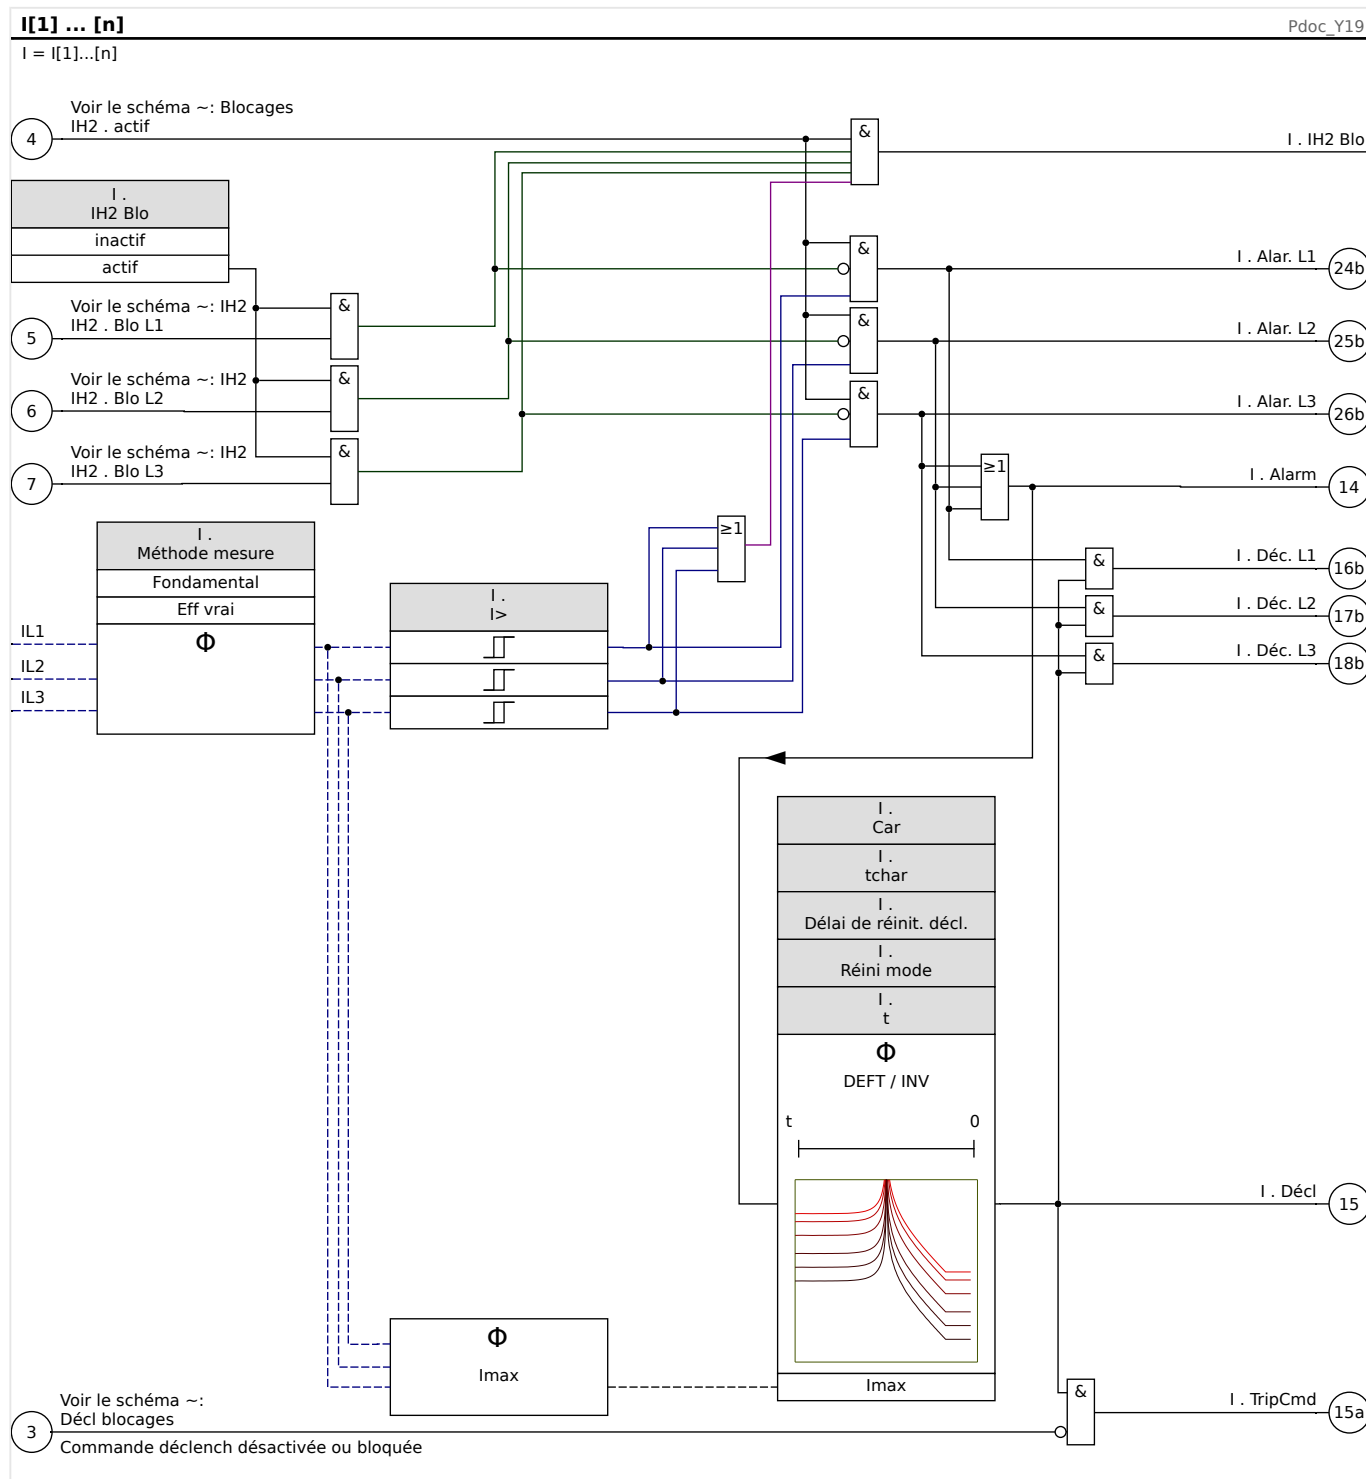 I[1] ... [n]
Pdoc_Y19
I = I[1]...[n]
Voir le schéma ~: Blocages
IH2 . actif
4
&
I . IH2 Blo
I .
IH2 Blo
inactif
actif
&
I . Alar. L1
24b
Voir le schéma ~: IH2
IH2 . Blo L1
5
&
&
I . Alar. L2
25b
Voir le schéma ~: IH2
IH2 . Blo L2
6
&
&
I . Alar. L3
26b
Voir le schéma ~: IH2
IH2 . Blo L3
7
&
≥1
I . Alarm
14
I .
Méthode mesure
Fondamental
Eff vrai
Φ
≥1
&
I . Déc. L1
16b
I .
I>
&
I . Déc. L2
17b
IL1
IL2
IL3
&
I . Déc. L3
18b
I .
Car
I .
tchar
I .
Délai de réinit. décl.
I .
Réini mode
I .
t
Φ
DEFT / INV
t
0
I . Décl
15
Φ
Imax
Imax
Voir le schéma ~:
Décl blocages
3
Commande déclench désactivée ou bloquée
&
I . TripCmd
15a